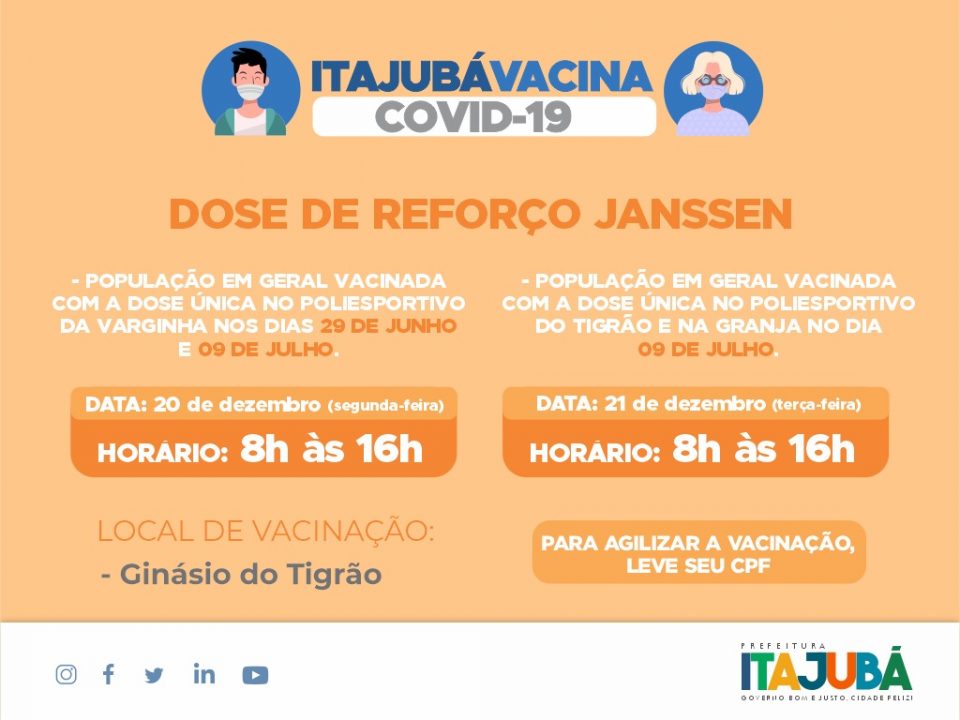 ITAJUBÁVACINA
COVID-19
DOSE DE REFORÇO JANSSEN
- POPULAÇÃO EM GERAL VACINADA
COM A DOSE ÚNICA NO POLIESPORTIVO
DA VARGINHA NOS DIAS 29 DE JUNHO
E 09 DE JULHO.
DATA: 20 de dezembro (segunda-feira)
HORÁRIO: 8h às 16h
- POPULAÇÃO EM GERAL VACINADA
COM A DOSE ÚNICA NO POLIESPORTIVO
DO TIGRÃO E NA GRANJA NO DIA
09 DE JULHO.
DATA: 21 de dezembro (terça-feira)
HORÁRIO: 8h às 16h
LOCAL DE VACINAÇÃO:
- Ginásio do Tigrão
PARA AGILIZAR A VACINAÇÃO,
LEVE SEU CPF
PREFEITURA
ITAJUBÁ
GOVERNO BOM E JUSTO, CIDADE FELIZ!